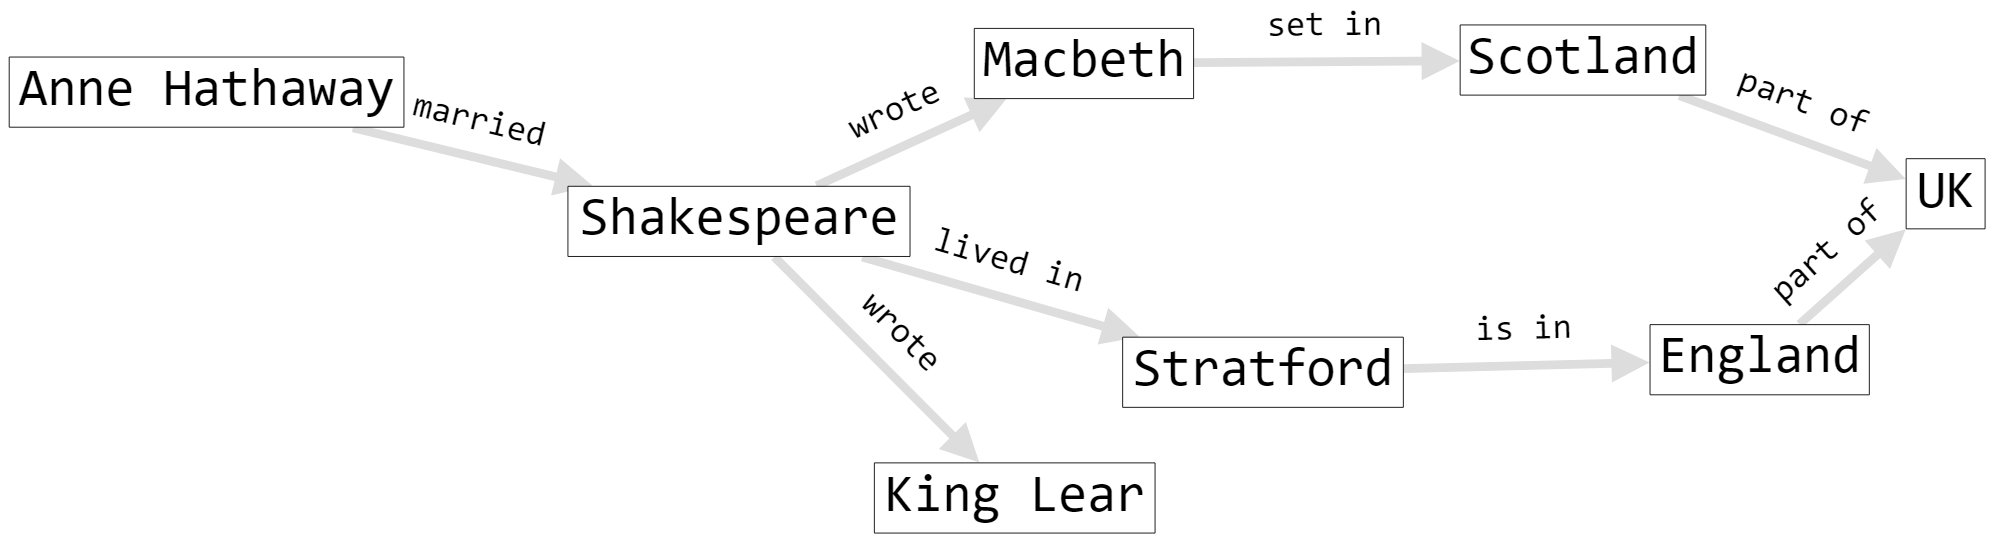 Anne Hathaway
married
Shakespeare
wrote
Macbeth
set in
Scotland
part of
UK
lived in
Stratford
is in
England
part of
wrote
King Lear